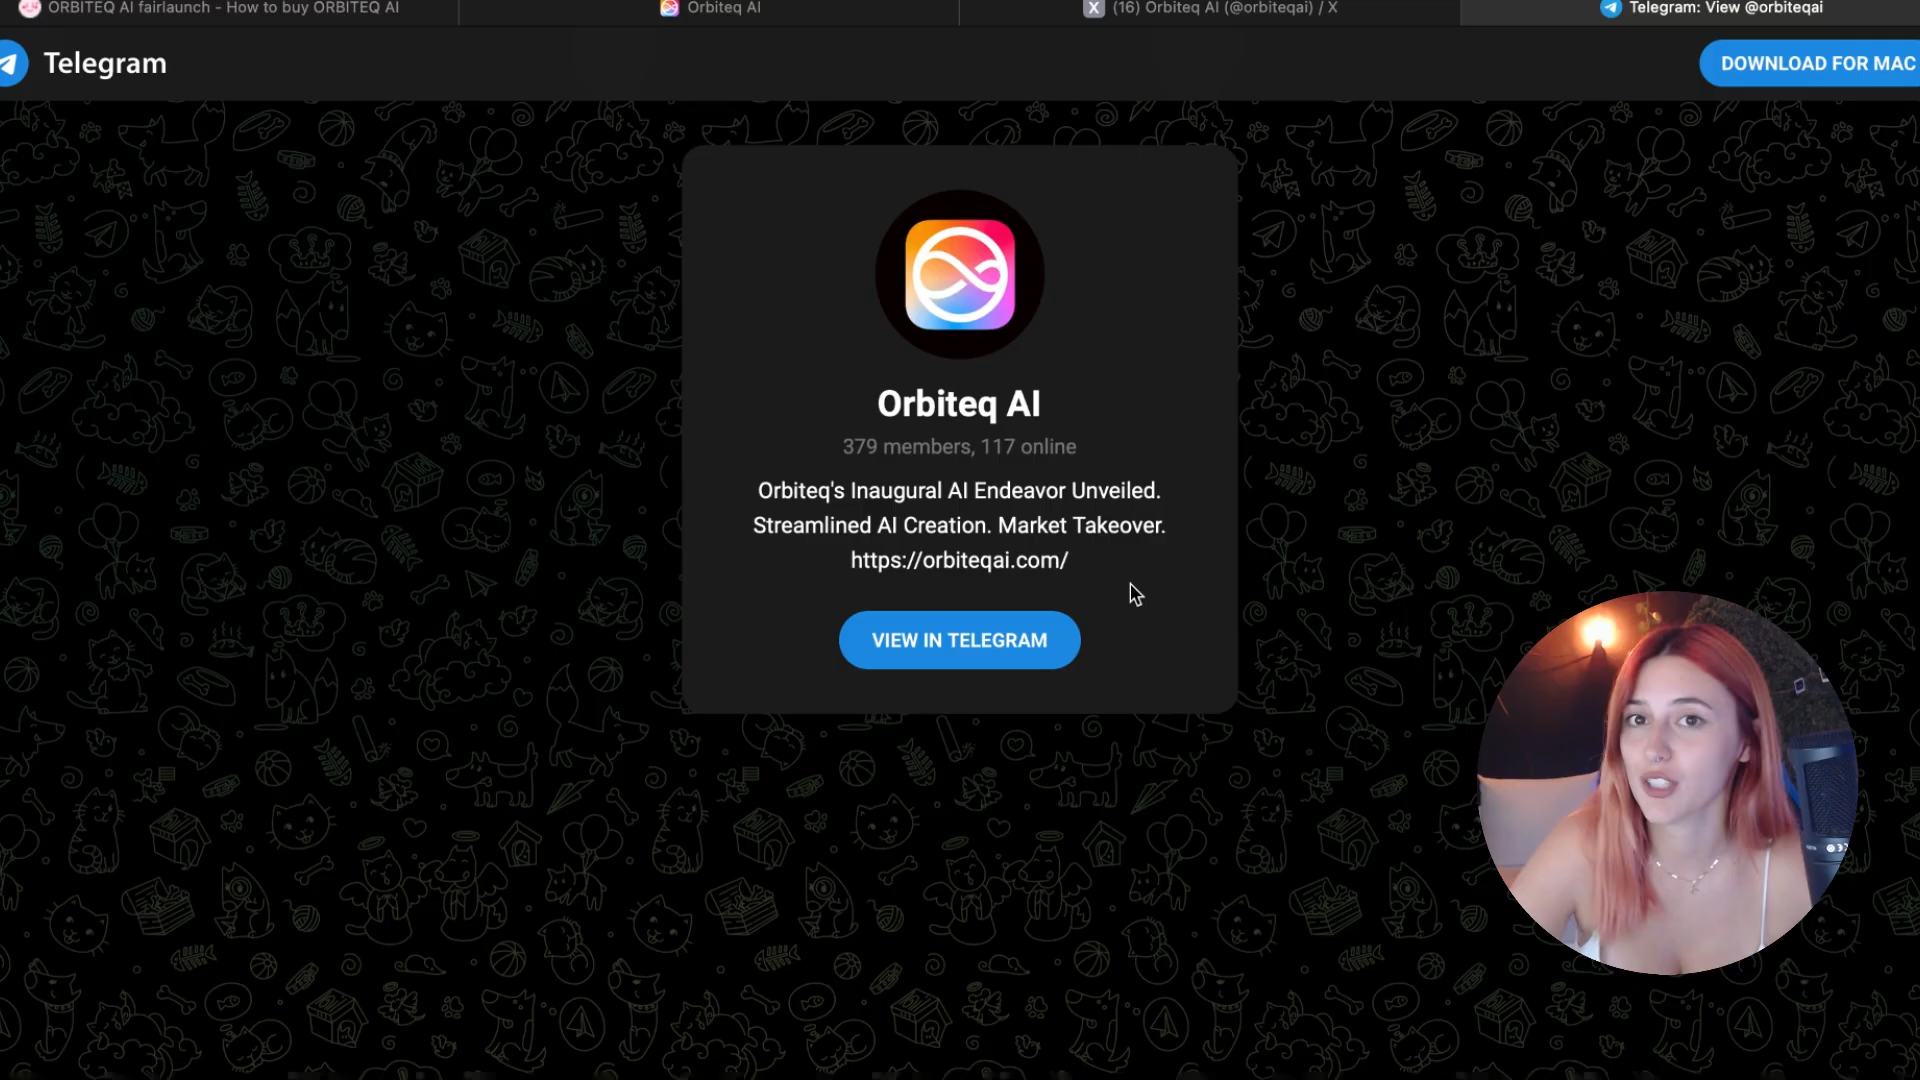 ORBITEQ AI fairlaunch - How to buy ORBITEQ AI
Orbiteq AI
(16) Orbiteq AI (@orbiteqai) / X
Telegram: View @orbiteqai
Telegram
DOWNLOAD FOR MAC
Orbiteq AI
379 members, 117 online
Orbiteq's Inaugural AI Endeavor Unveiled.
Streamlined AI Creation. Market Takeover.
https://orbiteqai.com/
VIEW IN TELEGRAM